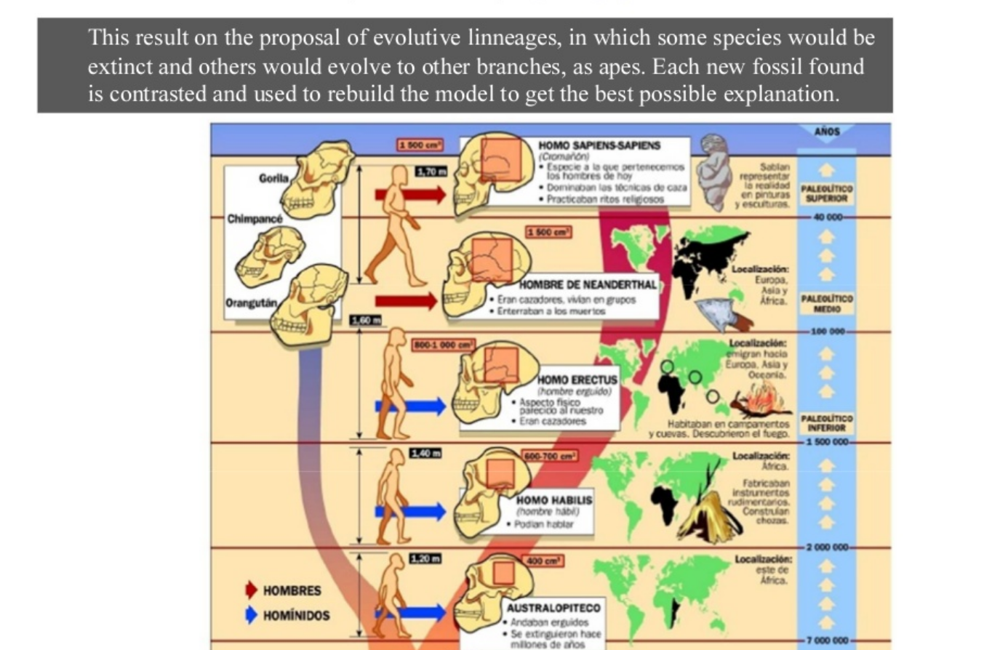 This result on the proposal of evolutive linneages, in which some species would be
extinct and others would evolve to other branches, as apes. Each new fossil found
is contrasted and used to rebuild the model to get the best possible explanation.
AÑOS
1 500 cm³
HOMO SAPIENS-SAPIENS
(Cromañón)
• Especie a la que pertenecemos
los hombres de hoy
• Dominaban las técnicas de caza
• Practicaban ritos religiosos
1,70 m
Gorila
Chimpancé
Orangután
Sabían
representar
la realidad
en pinturas
y esculturas.
PALEOLÍTICO
SUPERIOR
40 000
1 500 cm³
HOMBRE DE NEANDERTHAL
• Eran cazadores, vivían en grupos
• Enterraban a los muertos
Localización:
Europa,
Asia y
África.
PALEOLÍTICO
MEDIO
100 000
1,60 m
800-1 000 cm³
HOMO ERECTUS
(hombre erguido)
• Aspecto físico
parecido al nuestro
• Eran cazadores
Localización:
emigran hacia
Europa, Asia y
Oceanía.
Habitaban en campamentos
y cuevas. Descubrieron el fuego.
PALEOLÍTICO
INFERIOR
1 500 000
1,40 m
600-700 cm³
HOMO HABILIS
(hombre hábil)
• Podían hablar
Localización:
África.
Fabricaban
instrumentos
rudimentarios.
Construían
chozas.
2 000 000
1,20 m
400 cm³
AUSTRALOPITECO
• Andaban erguidos
• Se extinguieron hace
millones de años
Localización:
este de
África.
HOMBRES
HOMÍNIDOS
7 000 000